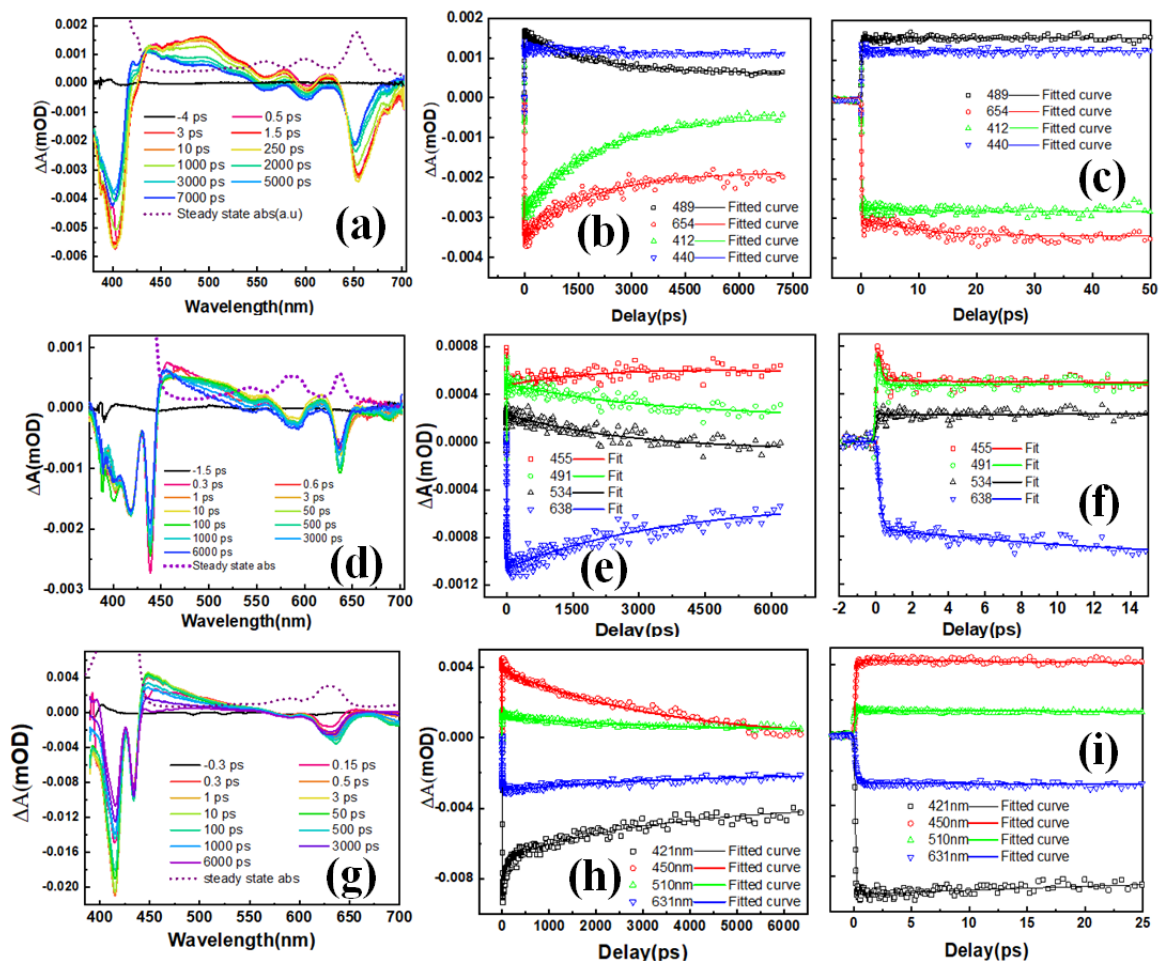 0.002
0.001
0.000
-0.001
-0.002
-0.003
-0.004
-0.005
-0.006
ΔA(mOD)
-4 ps 0.5 ps
3 ps 1.5 ps
10 ps 250 ps
1000 ps 2000 ps
3000 ps 5000 ps
7000 ps
Steady state abs(a.u)
(a)
400 450 500 550 600 650 700
Wavelength(nm)
0.002
0.001
0.000
-0.001
-0.002
-0.003
-0.004
ΔA(mOD)
489 Fitted curve
654 Fitted curve
412 Fitted curve
440 Fitted curve
(b)
0 1500 3000 4500 6000 7500
Delay(ps)
489 Fitted curve
654 Fitted curve
412 Fitted curve
440 Fitted curve
(c)
0 10 20 30 40 50
Delay(ps)
0.001
0.000
-0.001
-0.002
-0.003
ΔA(mOD)
-1.5 ps
0.3 ps 0.6 ps
1 ps 3 ps
10 ps 50 ps
100 ps 500 ps
1000 ps 3000 ps
6000 ps
Steady state abs
(d)
400 450 500 550 600 650 700
Wavelength(nm)
0.0008
0.0004
0.0000
-0.0004
-0.0008
-0.0012
ΔA(mOD)
455 Fit
491 Fit
534 Fit
638 Fit
(e)
0 1500 3000 4500 6000
Delay(ps)
455 Fit
491 Fit
534 Fit
638 Fit
(f)
-2 0 2 4 6 8 10 12 14
Delay(ps)
0.004
0.000
-0.004
-0.008
-0.012
-0.016
-0.020
ΔA(mOD)
-0.3 ps 0.15 ps
0.3 ps 0.5 ps
1 ps 3 ps
10 ps 50 ps
100 ps 500 ps
1000 ps 3000 ps
6000 ps
steady state abs
(g)
400 450 500 550 600 650 700
Wavelength(nm)
0.004
0.000
-0.004
-0.008
ΔA(mOD)
421nm Fitted curve
450nm Fitted curve
510nm Fitted curve
631nm Fitted curve
(h)
0 1000 2000 3000 4000 5000 6000
Delay(ps)
(i)
421nm Fitted curve
450nm Fitted curve
510nm Fitted curve
631nm Fitted curve
0 5 10 15 20 25
Delay(ps)